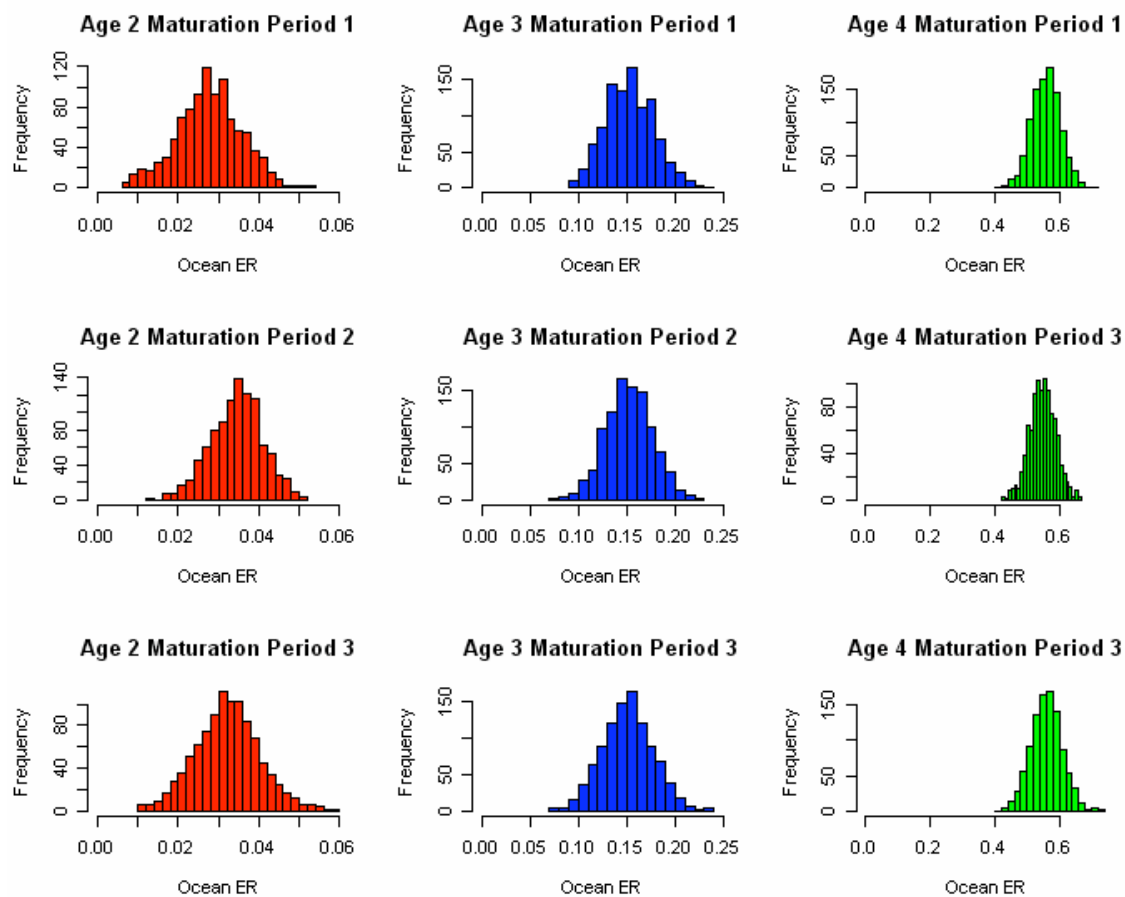 Age 2 Maturation Period 1
Frequency
0 40 80 120
0.00 0.02 0.04 0.06
Ocean ER
Age 3 Maturation Period 1
Frequency
0 50 150
0.00 0.05 0.10 0.15 0.20 0.25
Ocean ER
Age 4 Maturation Period 1
Frequency
0 50 150
0.0 0.2 0.4 0.6
Ocean ER
Age 2 Maturation Period 2
Frequency
0 40 80 140
0.00 0.02 0.04 0.06
Ocean ER
Age 3 Maturation Period 2
Frequency
0 50 150
0.00 0.05 0.10 0.15 0.20 0.25
Ocean ER
Age 4 Maturation Period 3
Frequency
0 40 80
0.0 0.2 0.4 0.6
Ocean ER
Age 2 Maturation Period 3
Frequency
0 40 80
0.00 0.02 0.04 0.06
Ocean ER
Age 3 Maturation Period 3
Frequency
0 50 150
0.00 0.05 0.10 0.15 0.20 0.25
Ocean ER
Age 4 Maturation Period 3
Frequency
0 50 150
0.0 0.2 0.4 0.6
Ocean ER